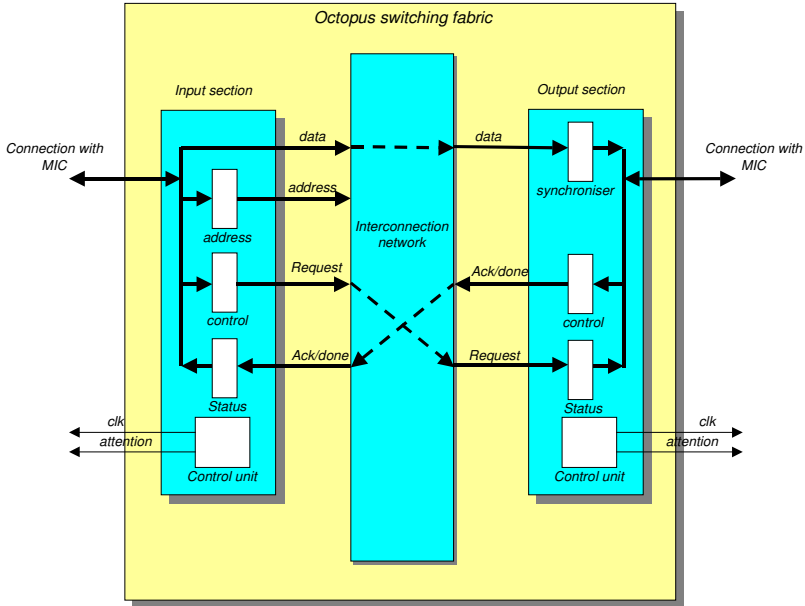 Octopus switching fabric
Input section
Output section
Connection with
MIC
data
data
Connection with
MIC
synchroniser
address
address
Interconnection
network
Request
Ack/done
control
control
Ack/done
Request
Status
Status
clk
attention
Control unit
clk
attention
Control unit